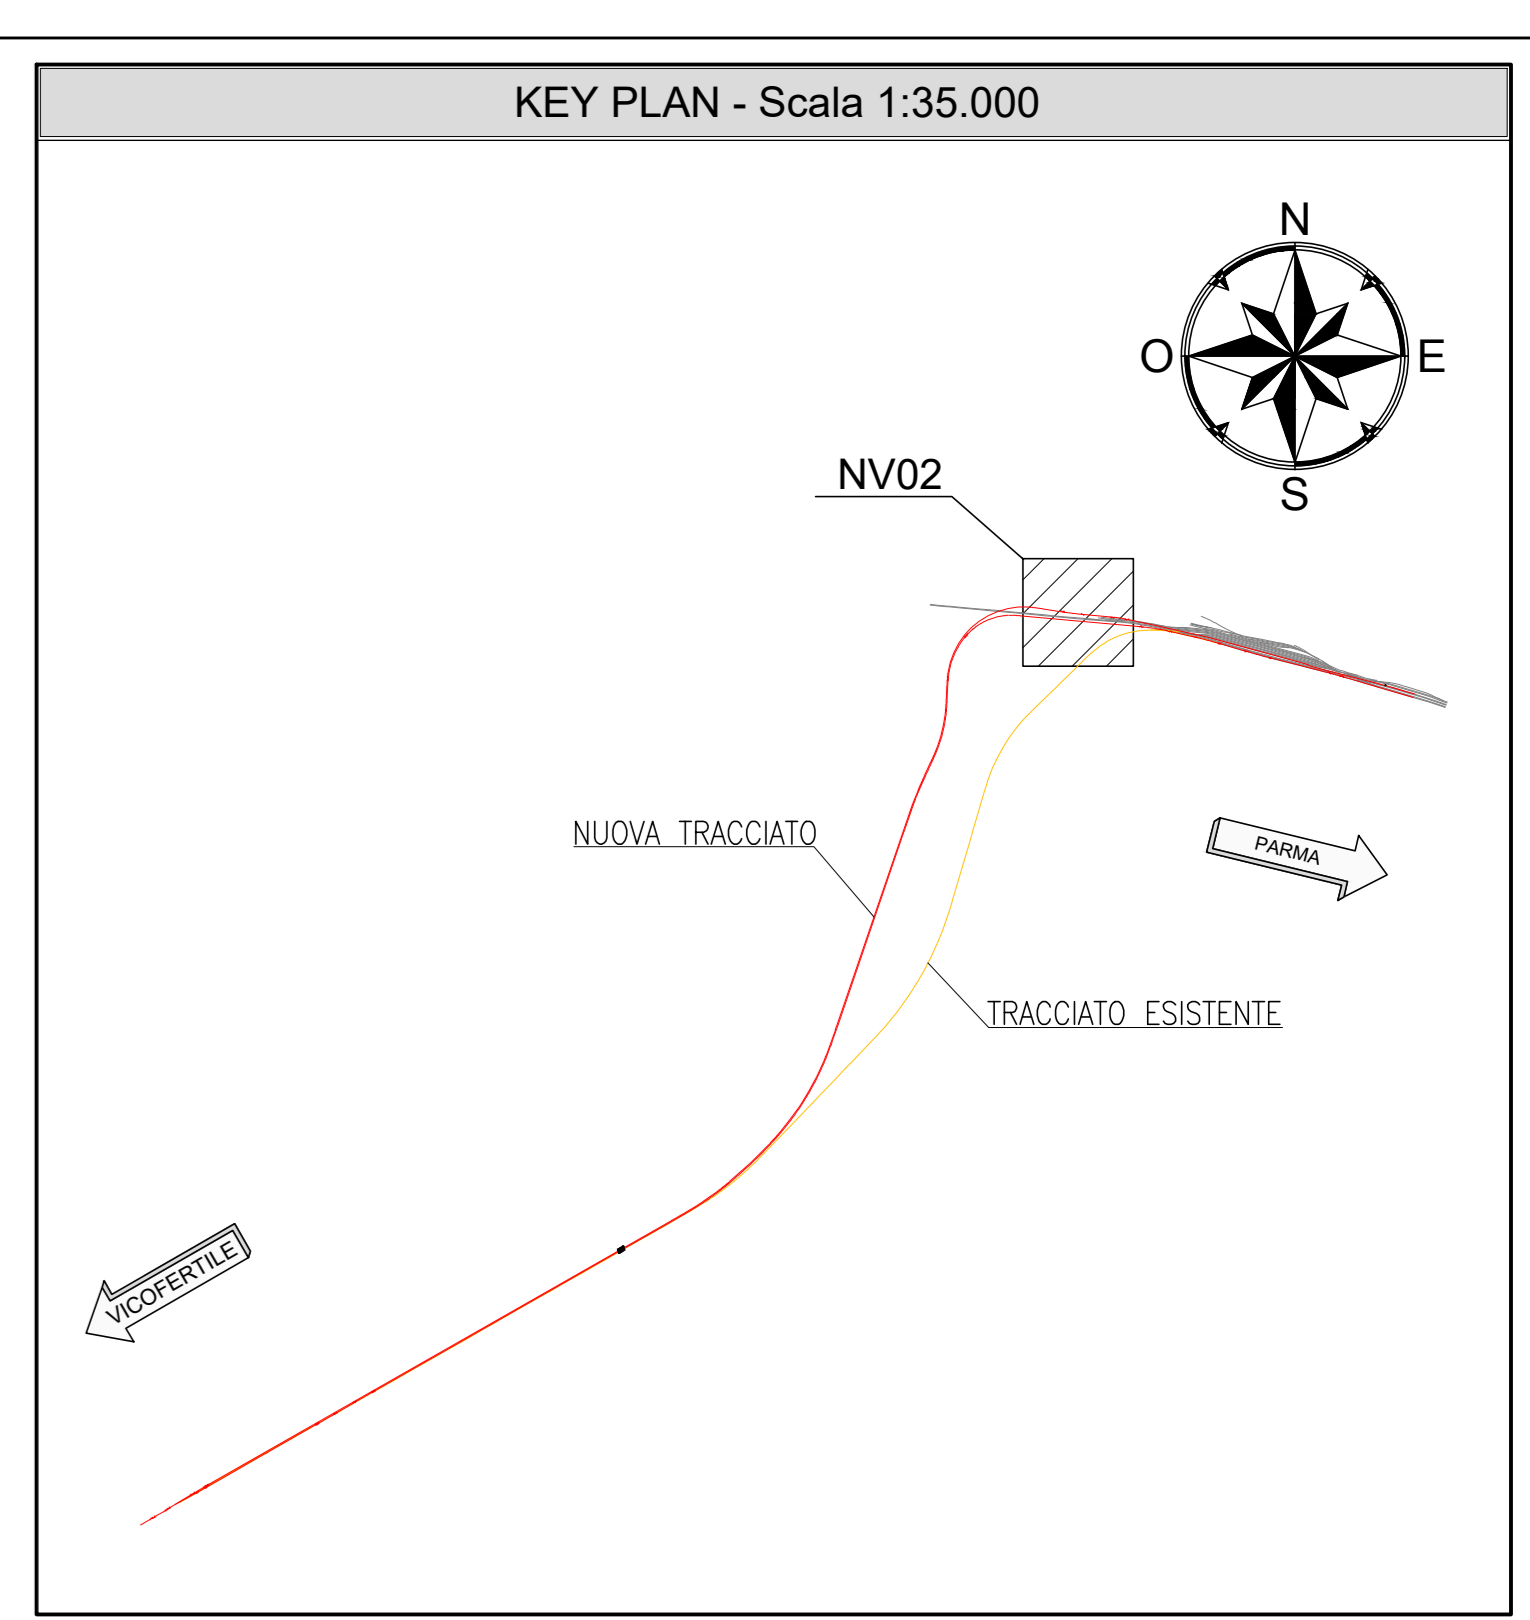 KEY PLAN - Scala 1:35.000
N
O
E
S
NV02
NUOVA TRACCIATO
PARMA
TRACCIATO ESISTENTE
VICOFERTILE